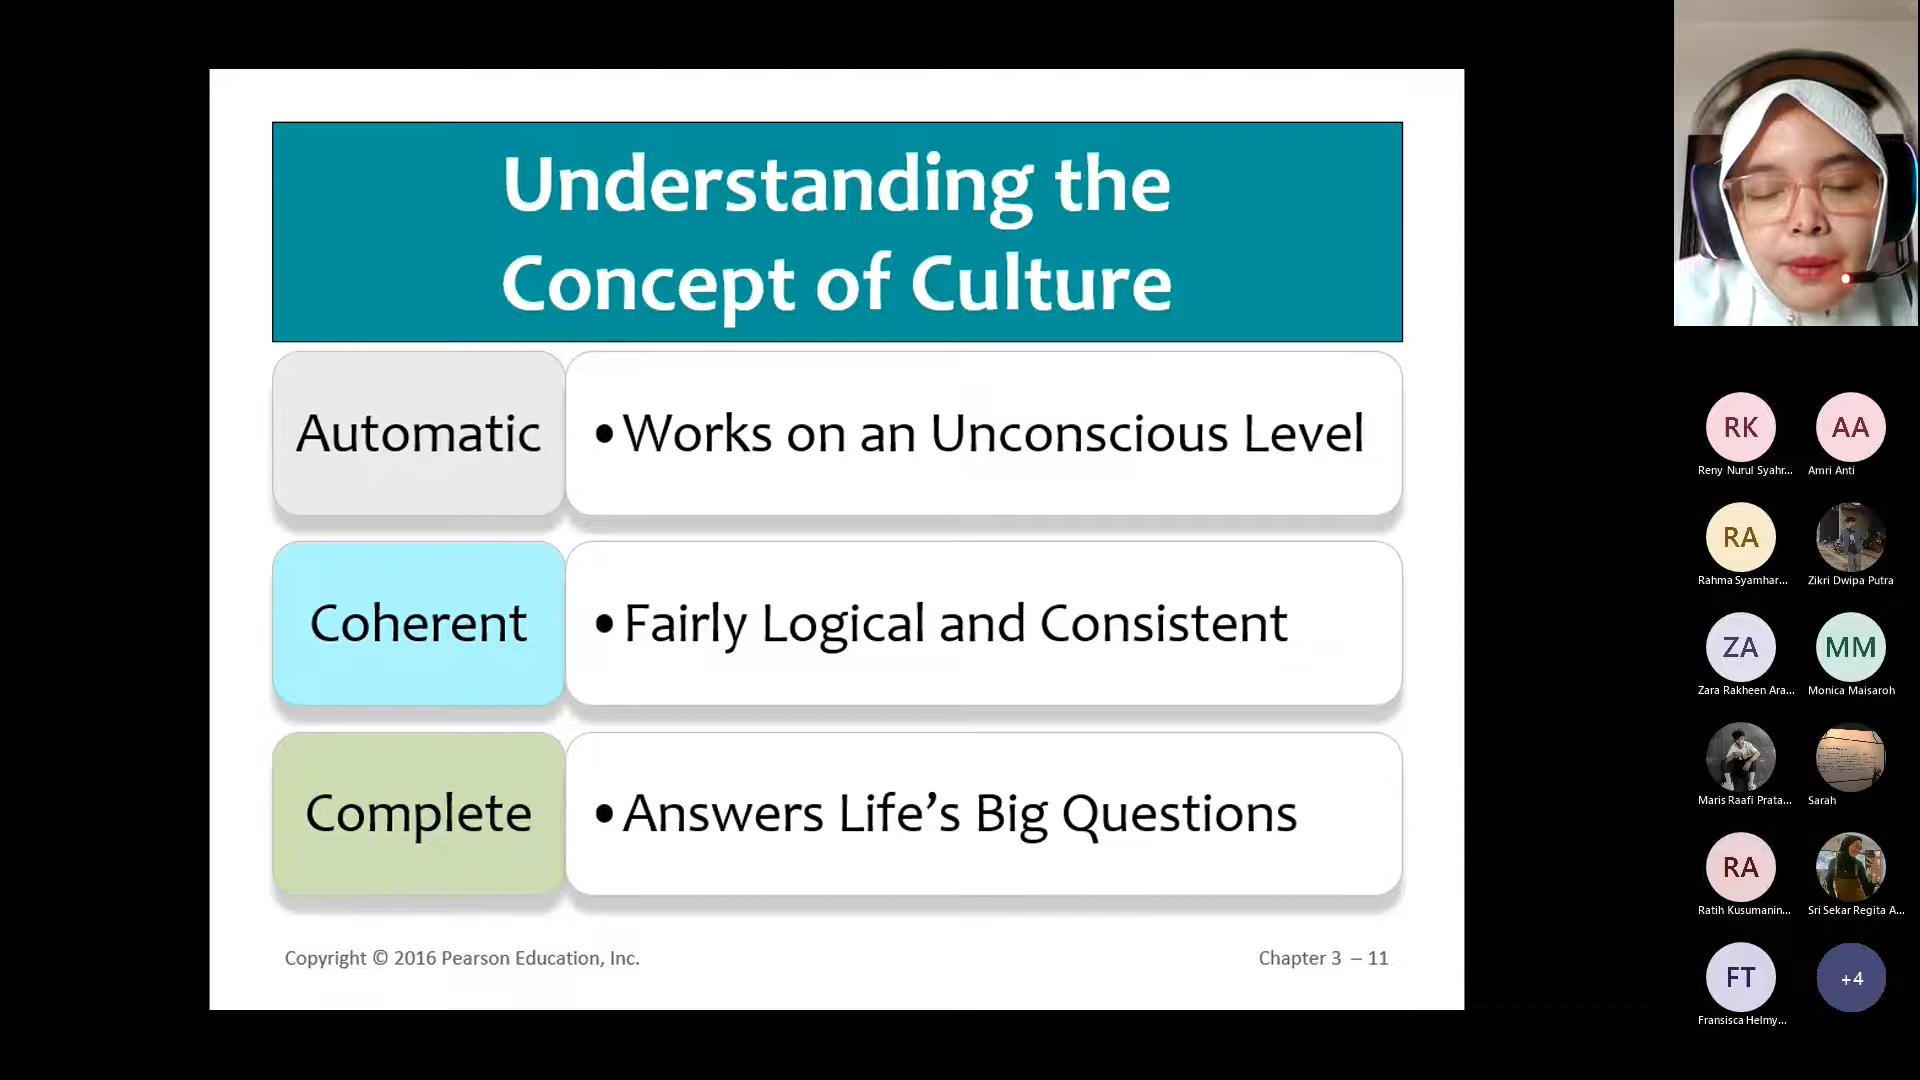 Understanding the
Concept of Culture
Automatic
•Works on an Unconscious Level
Coherent
•Fairly Logical and Consistent
Complete
•Answers Life’s Big Questions
Copyright © 2016 Pearson Education, Inc.
Chapter 3 – 11
RK
AA
Reny Nurul Syahr...
Amri Anti
RA
Rahma Syamhar...
Zikri Dwipa Putra
ZA
MM
Zara Rakheen Ara...
Monica Maisaroh
Maris Raafi Prata...
Sarah
RA
Ratih Kusumanin...
Sri Sekar Regita A...
FT
+4
Fransisca Helmy...